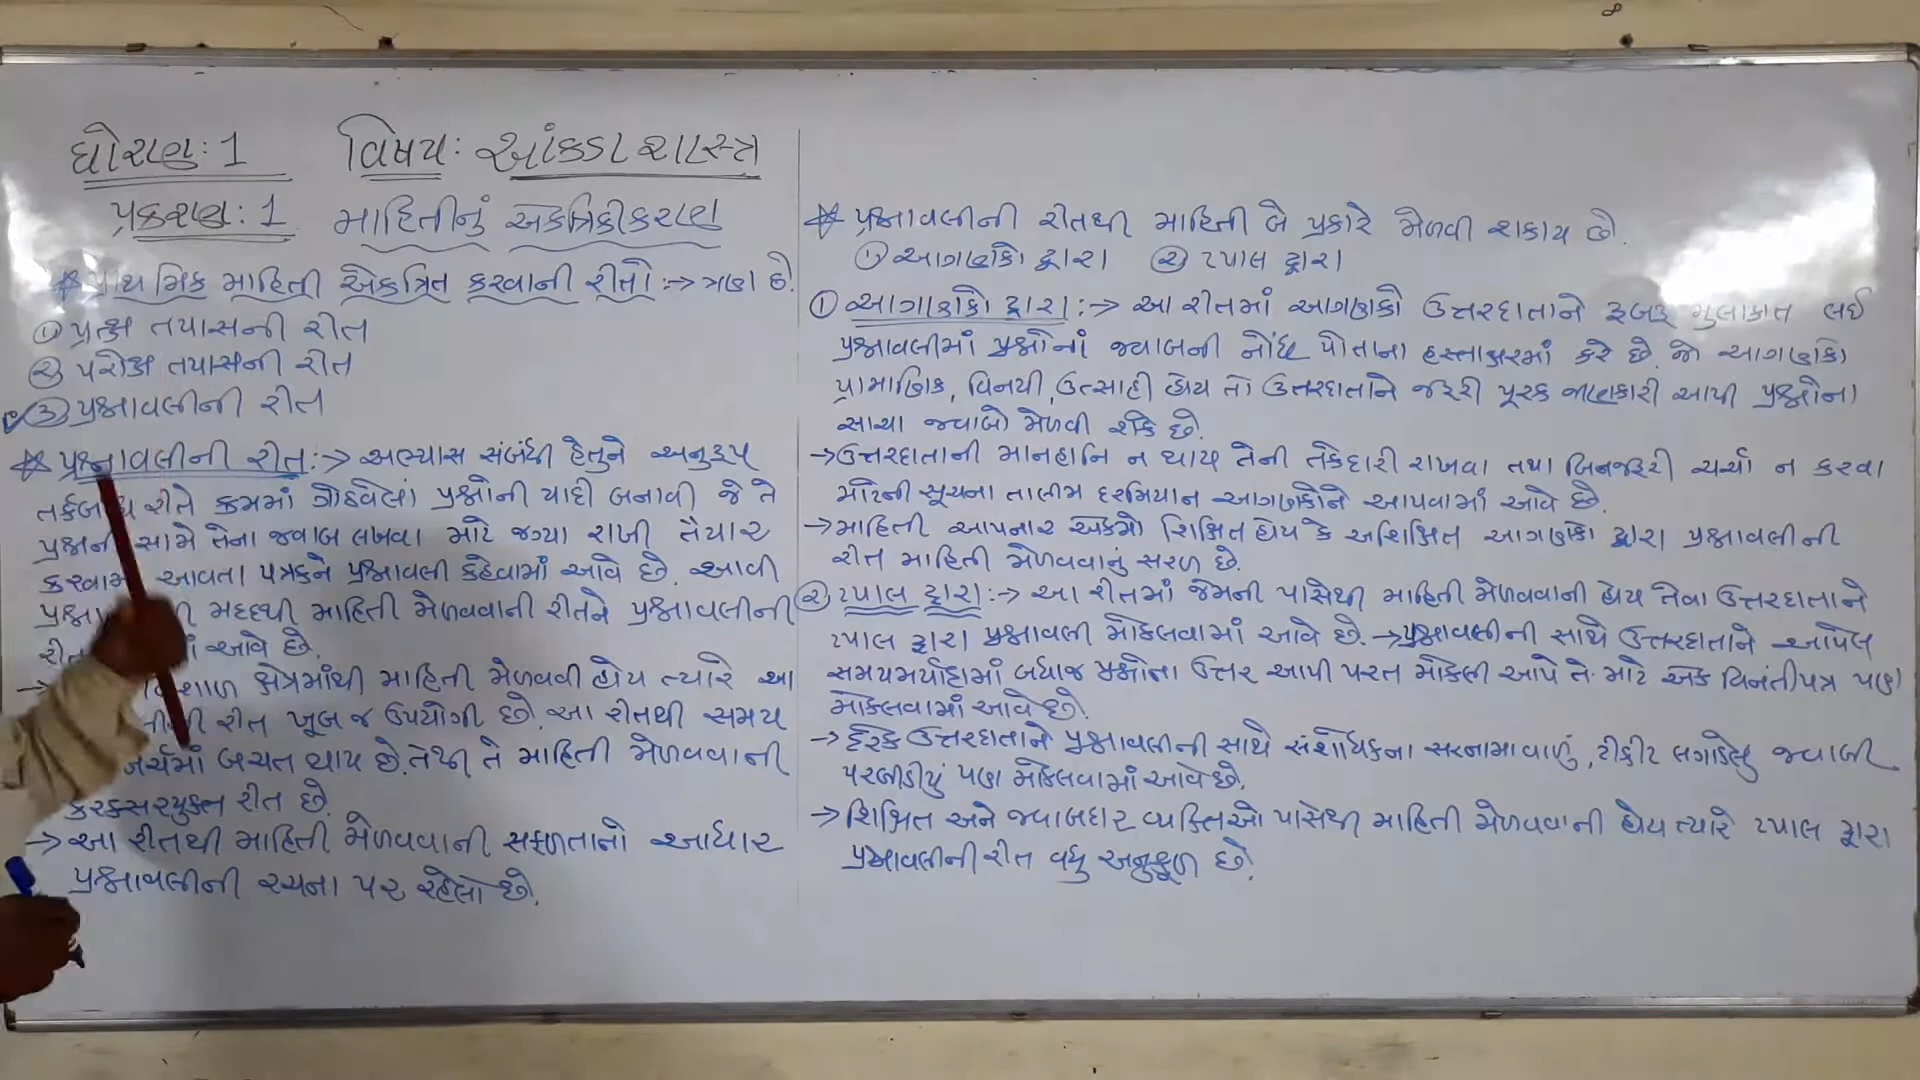 ધોરણ: 1 વિષય: આંકડાશાસ્ત્ર
પ્રકરણ: 1 માહિતીનું એકત્રિકીકરણ
* પ્રાથમિક માહિતી એકત્રિત કરવાની રીતો :→ ત્રણ છે.
① પ્રત્યક્ષ તપાસની રીત
② પરોક્ષ તપાસની રીત
③ પ્રશ્નાવલીની રીત
* પ્રશ્નાવલીની રીત :→ અભ્યાસ સંબંધી હેતુને અનુરૂપ
રીતે ક્રમમાં ગોઠવેલાં પ્રશ્નોની યાદી બનાવી જે તે
સામે તેના જવાબ લખવા માટે જગ્યા રાખી તૈયાર
આવતા પત્રકને પ્રશ્નાવલી કહેવામાં આવે છે. આવી
મદદથી માહિતી મેળવવાની રીતને પ્રશ્નાવલીની
આવે છે.
→ ક્ષેત્રમાંથી માહિતી મેળવવી હોય ત્યારે આ
રીત ખૂબ જ ઉપયોગી છે. આ રીતથી સમય
બચત થાય છે. તેથી તે માહિતી મેળવવાની
કરકસરયુક્ત રીત છે.
→ આ રીતથી માહિતી મેળવવાની સફળતાનો આધાર
પ્રશ્નાવલીની રચના પર રહેલો છે.
* પ્રશ્નાવલીની રીતથી માહિતી બે પ્રકારે મેળવી શકાય છે.
① આગણકો દ્વારા ② ટપાલ દ્વારા
① આગણકો દ્વારા :→ આ રીતમાં આગણકો ઉત્તરદાતાને રૂબરૂ મુલાકાત લઈ
પ્રશ્નાવલીમાં પ્રશ્નોનાં જવાબની નોંધ પોતાના હસ્તાક્ષરમાં કરે છે. જો આગણકો
પ્રામાણિક, વિનયી, ઉત્સાહી હોય તો ઉત્તરદાતાને જરૂરી પૂરક જાણકારી આપી પ્રશ્નોના
સાચા જવાબો મેળવી શકે છે.
→ ઉત્તરદાતાની માનહાનિ ન થાય તેની તકેદારી રાખવા તથા બિનજરૂરી ચર્ચા ન કરવા
માટેની સૂચના તાલીમ દરમિયાન આગણકોને આપવામાં આવે છે.
→ માહિતી આપનાર એકમો શિક્ષિત હોય કે અશિક્ષિત આગણકો દ્વારા પ્રશ્નાવલીની
રીત માહિતી મેળવવાનું સરળ છે.
② ટપાલ દ્વારા :→ આ રીતમાં જેમની પાસેથી માહિતી મેળવવાની હોય તેવા ઉત્તરદાતાને
ટપાલ દ્વારા પ્રશ્નાવલી મોકલવામાં આવે છે. → પ્રશ્નાવલીની સાથે ઉત્તરદાતાને આપેલ
સમયમર્યાદામાં બધાજ પ્રશ્નોના ઉત્તર આપી પરત મોકલી આપે તે માટે એક વિનંતીપત્ર પણ
મોકલવામાં આવે છે.
→ દરેક ઉત્તરદાતાને પ્રશ્નાવલીની સાથે સંશોધકના સરનામાવાળું, ટીકીટ લગાડેલુ જવાબી
પરબીડીયું પણ મોકલવામાં આવે છે.
→ શિક્ષિત અને જવાબદાર વ્યક્તિઓ પાસેથી માહિતી મેળવવાની હોય ત્યારે ટપાલ દ્વારા
પ્રશ્નાવલીની રીત વધુ અનુકૂળ છે.